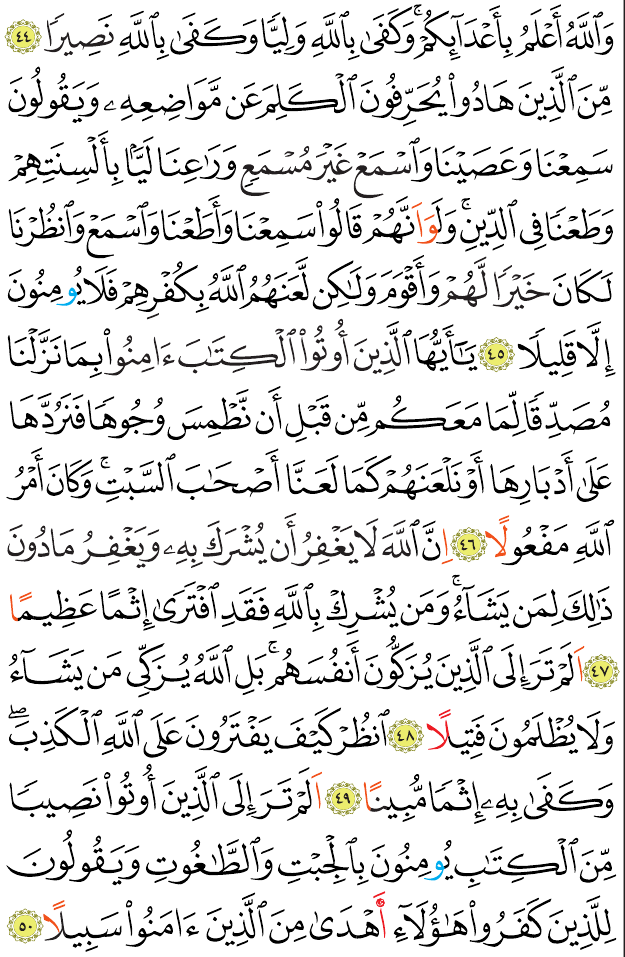 وَٱللَّهُ أَعْلَمُ بِأَعْدَآئِكُمْ ۚ وَكَفَىٰ بِٱللَّهِ وَلِيًّا وَكَفَىٰ بِٱللَّهِ نَصِيرًا ٤٤
مِّنَ ٱلَّذِينَ هَادُوا۟ يُحَرِّفُونَ ٱلْكَلِمَ عَن مَّوَاضِعِهِۦ وَيَقُولُونَ
سَمِعْنَا وَعَصَيْنَا وَٱسْمَعْ غَيْرَ مُسْمَعٍ وَرَٰعِنَا لَيًّۢا بِأَلْسِنَتِهِمْ
وَطَعْنًا فِى ٱلدِّينِ ۚ وَلَوَ اَنَّهُمْ قَالُوا۟ سَمِعْنَا وَأَطَعْنَا وَٱسْمَعْ وَٱنظُرْنَا
لَكَانَ خَيْرًا لَّهُمْ وَأَقْوَمَ وَلَٰكِن لَّعَنَهُمُ ٱللَّهُ بِكُفْرِهِمْ فَلَا يُومِنُونَ
إِلَّا قَلِيلًا ٤٥ يَٰٓأَيُّهَا ٱلَّذِينَ أُوتُوا۟ ٱلْكِتَٰبَ ءَامِنُوا۟ بِمَا نَزَّلْنَا
مُصَدِّقًا لِّمَا مَعَكُم مِّن قَبْلِ أَن نَّطْمِسَ وُجُوهًا فَنَرُدَّهَا
عَلَىٰٓ أَدْبَارِهَا أَوْ نَلْعَنَهُمْ كَمَا لَعَنَّا أَصْحَٰبَ ٱلسَّبْتِ ۚ وَكَانَ أَمْرُ
ٱللَّهِ مَفْعُولًا ٤٦ اِنَّ ٱللَّهَ لَا يَغْفِرُ أَن يُشْرَكَ بِهِۦ وَيَغْفِرُ مَا دُونَ
ذَٰلِكَ لِمَن يَشَآءُ ۚ وَمَن يُشْرِكْ بِٱللَّهِ فَقَدِ ٱفْتَرَىٰٓ إِثْمًا عَظِيمًا
٤٧ اَلَمْ تَرَ إِلَى ٱلَّذِينَ يُزَكُّونَ أَنفُسَهُم ۚ بَلِ ٱللَّهُ يُزَكِّى مَن يَشَآءُ
وَلَا يُظْلَمُونَ فَتِيلًا ٤٨ ٱنظُرْ كَيْفَ يَفْتَرُونَ عَلَى ٱللَّهِ ٱلْكَذِبَ ۖ
وَكَفَىٰ بِهِۦٓ إِثْمًا مُّبِينًا ٤٩ اَلَمْ تَرَ إِلَى ٱلَّذِينَ أُوتُوا۟ نَصِيبًا
مِّنَ ٱلْكِتَٰبِ يُومِنُونَ بِٱلْجِبْتِ وَٱلطَّٰغُوتِ وَيَقُولُونَ
لِلَّذِينَ كَفَرُوا۟ هَٰٓؤُلَآءِ اَهْدَىٰ مِنَ ٱلَّذِينَ ءَامَنُوا۟ سَبِيلًا ٥٠